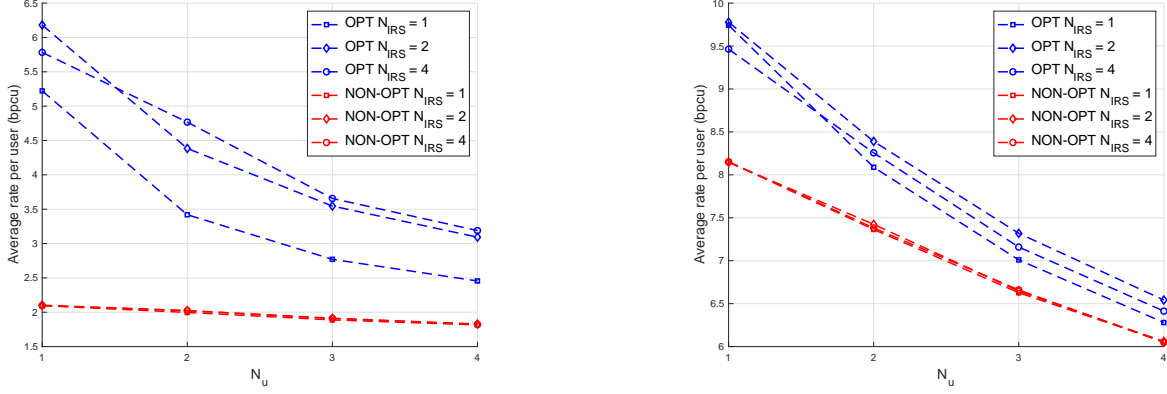 6.5
6
5.5
5
4.5
4
3.5
3
2.5
2
1.5
Average rate per user (bpcu)
1 2 3 4
N_u
OPT N_IRS = 1
OPT N_IRS = 2
OPT N_IRS = 4
NON-OPT N_IRS = 1
NON-OPT N_IRS = 2
NON-OPT N_IRS = 4
10
9.5
9
8.5
8
7.5
7
6.5
6
Average rate per user (bpcu)
1 2 3 4
N_u
OPT N_IRS = 1
OPT N_IRS = 2
OPT N_IRS = 4
NON-OPT N_IRS = 1
NON-OPT N_IRS = 2
NON-OPT N_IRS = 4